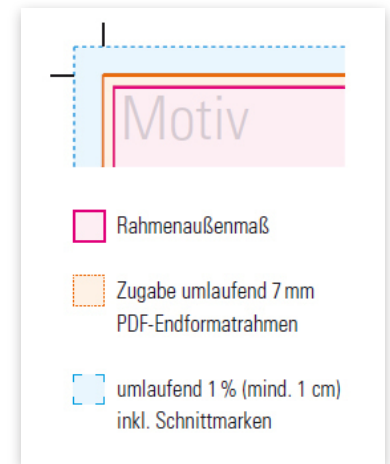 Motiv
Rahmenaußenmaß
Zugabe umlaufend 7 mm
PDF-Endformatrahmen
umlaufend 1 % (mind. 1 cm)
inkl. Schnittmarken